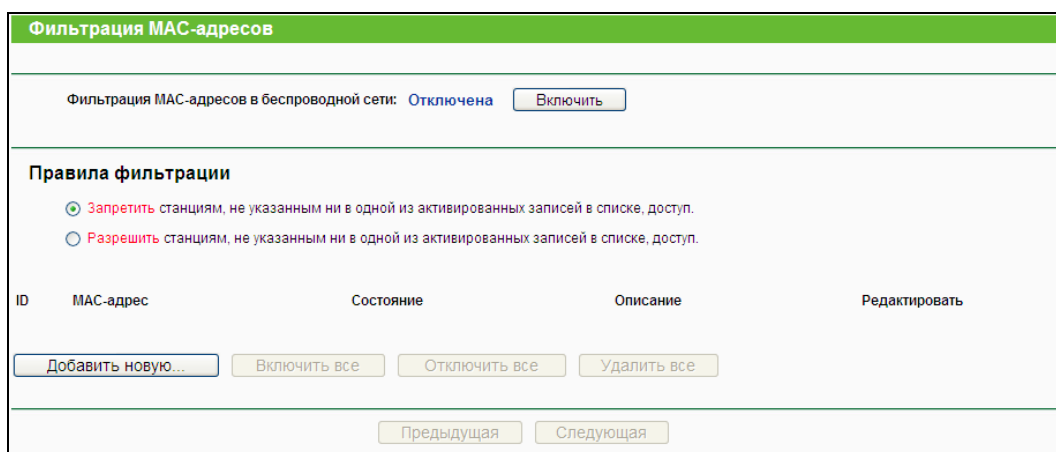 Фильтрация MAC-адресов
Фильтрация MAC-адресов в беспроводной сети: Отключена Включить
Правила фильтрации
Запретить станциям, не указанным ни в одной из активированных записей в списке, доступ.
Разрешить станциям, не указанным ни в одной из активированных записей в списке, доступ.
ID MAC-адрес Состояние Описание Редактировать
Добавить новую... Включить все Отключить все Удалить все
Предыдущая Следующая